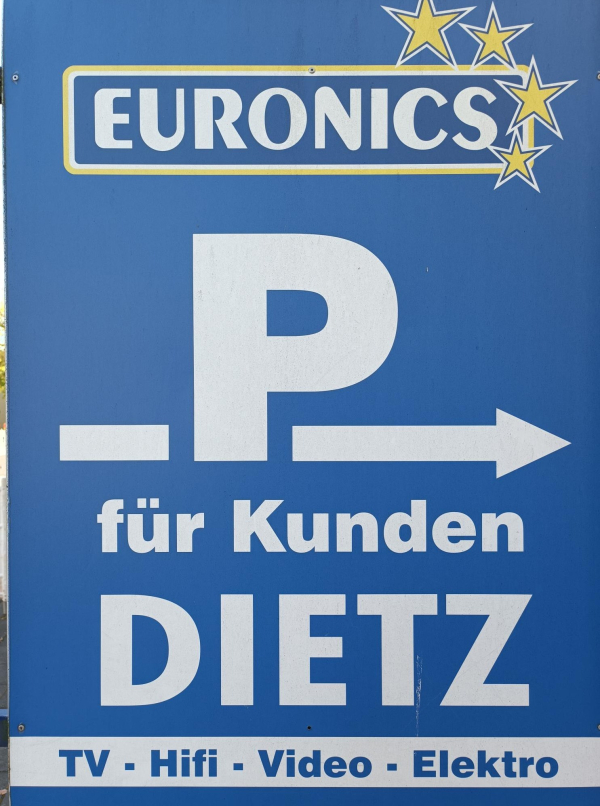 EURONICS
P
für Kunden
DIETZ
TV - Hifi - Video - Elektro